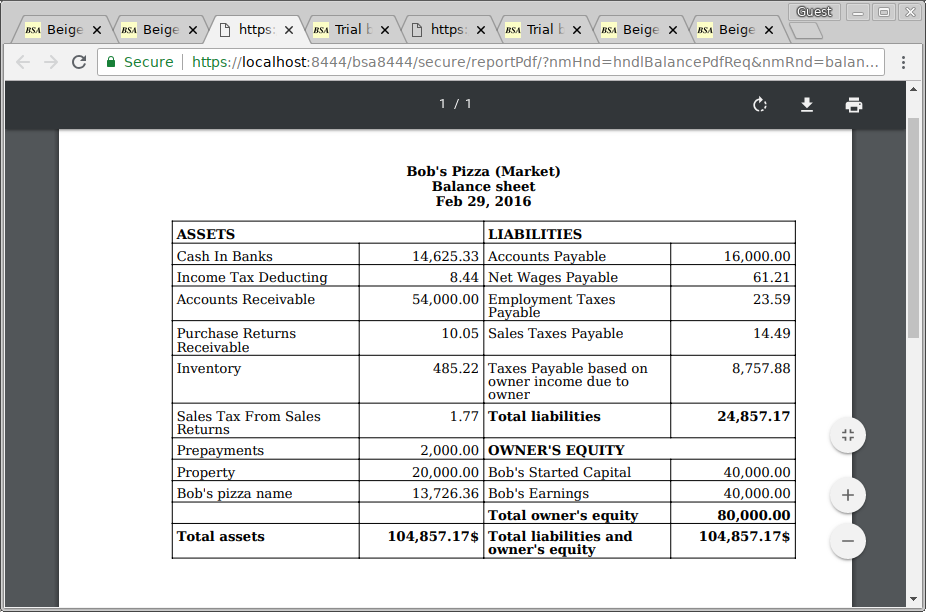 Guest
BSA Beige
BSA Beige
https:
BSA Trial b
https:
BSA Trial b
BSA Beige
BSA Beige
Secure https://localhost:8444/bsa8444/secure/reportPdf/?nmHnd=hndlBalancePdfReq&nmRnd=balan...
1 / 1
Bob's Pizza (Market)
Balance sheet
Feb 29, 2016
ASSETS LIABILITIES
Cash In Banks 14,625.33 Accounts Payable 16,000.00
Income Tax Deducting 8.44 Net Wages Payable 61.21
Accounts Receivable 54,000.00 Employment Taxes 23.59
Payable
Purchase Returns 10.05 Sales Taxes Payable 14.49
Receivable
Inventory 485.22 Taxes Payable based on 8,757.88
owner income due to
owner
Sales Tax From Sales 1.77 Total liabilities 24,857.17
Returns
Prepayments 2,000.00 OWNER'S EQUITY
Property 20,000.00 Bob's Started Capital 40,000.00
Bob's pizza name 13,726.36 Bob's Earnings 40,000.00
Total owner's equity 80,000.00
Total assets 104,857.17$ Total liabilities and 104,857.17$
owner's equity